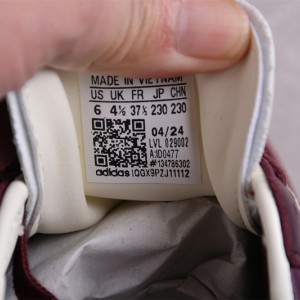 MADE IN VIETNAM
US UK FR JP CHN
6 4½ 37⅓ 230 230
04/24
LVL 029002
A:ID0477
#134786302
adidas IQGX9PZJ11112